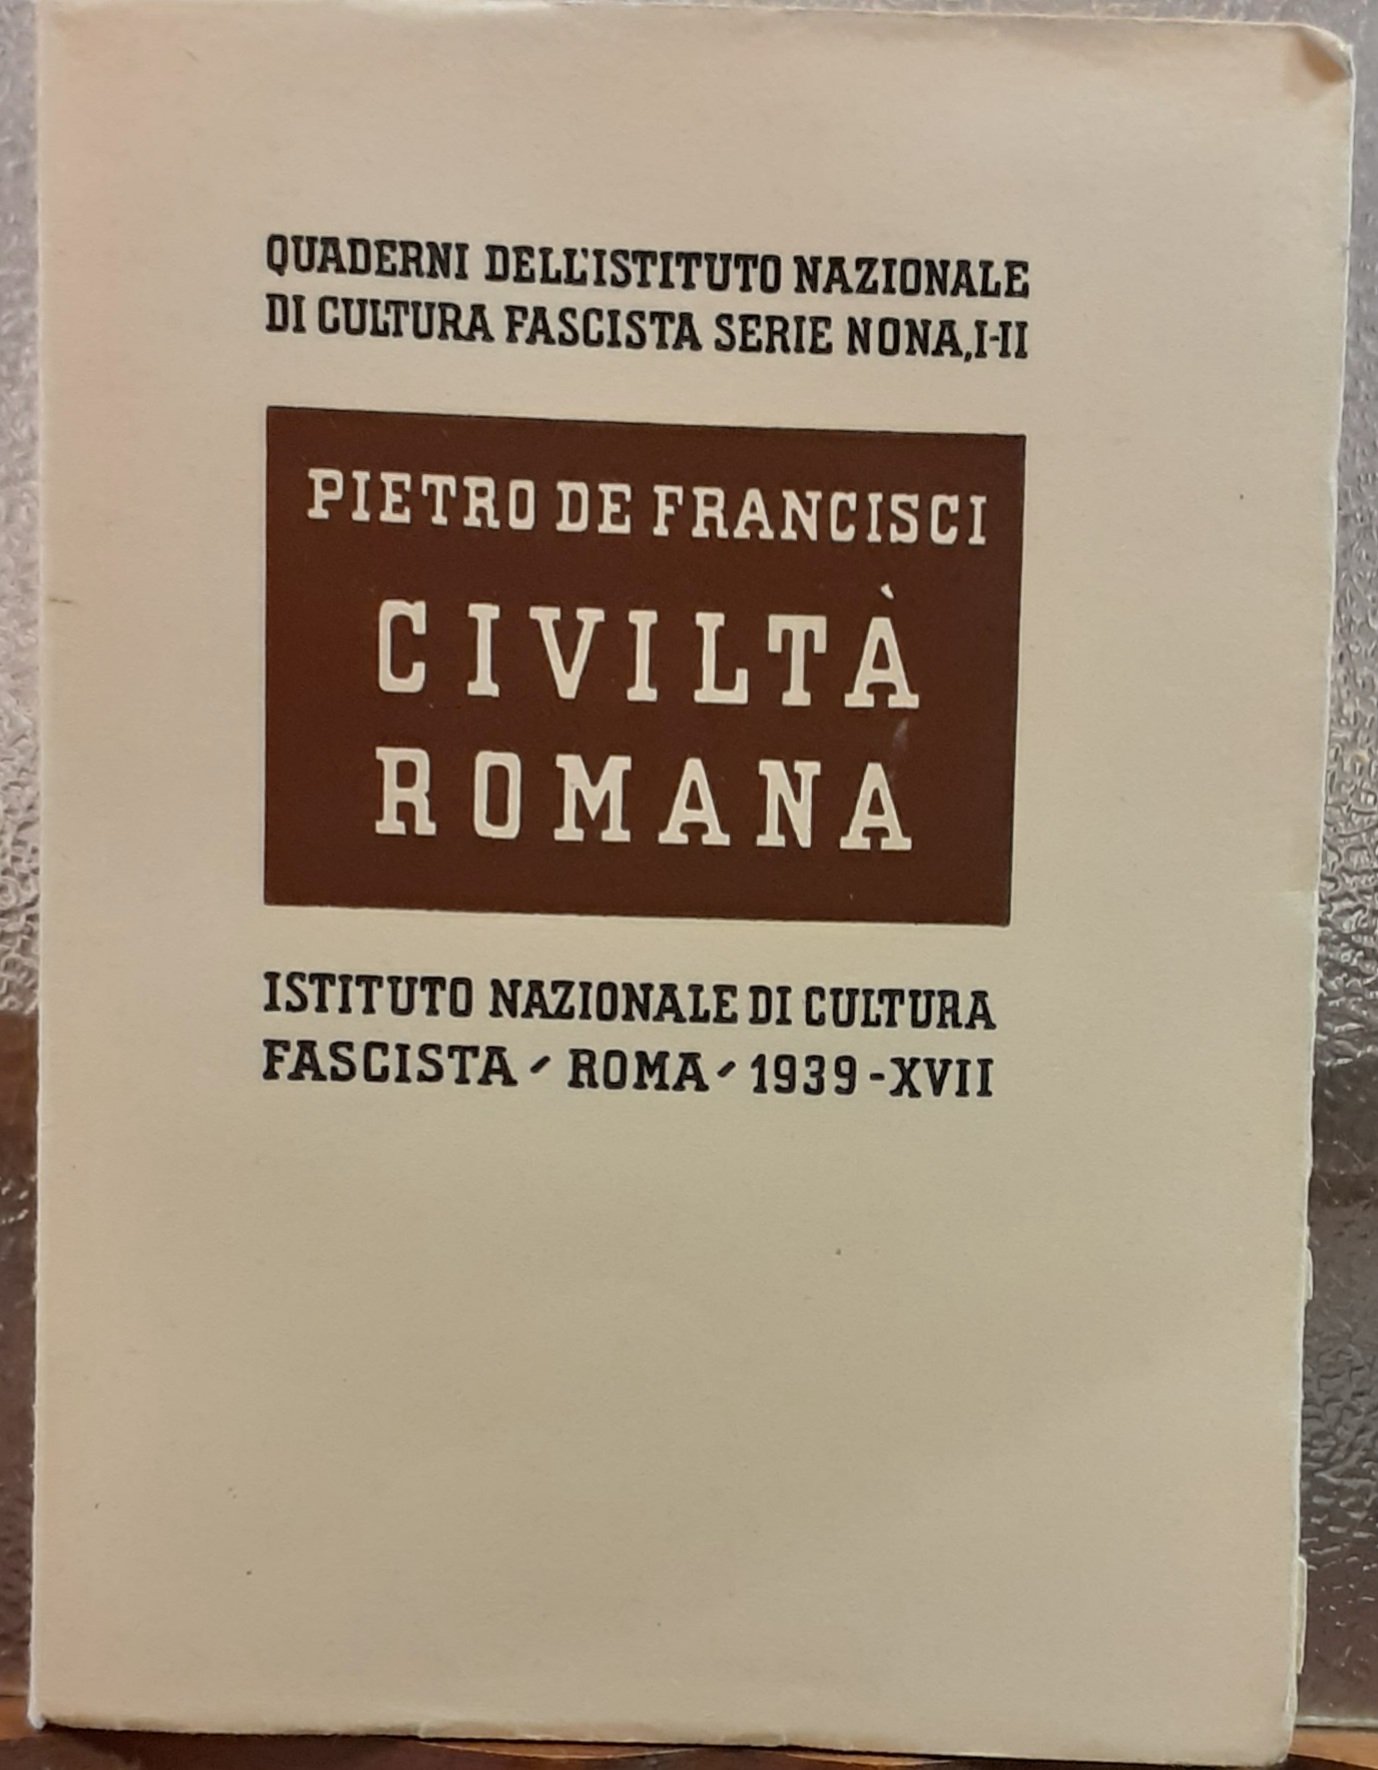 QUADERNI DELL'ISTITUTO NAZIONALE
DI CULTURA FASCISTA SERIE NONA, I-II
PIETRO DE FRANCISCI
CIVILTÀ
ROMANA
ISTITUTO NAZIONALE DI CULTURA
FASCISTA - ROMA - 1939 - XVII